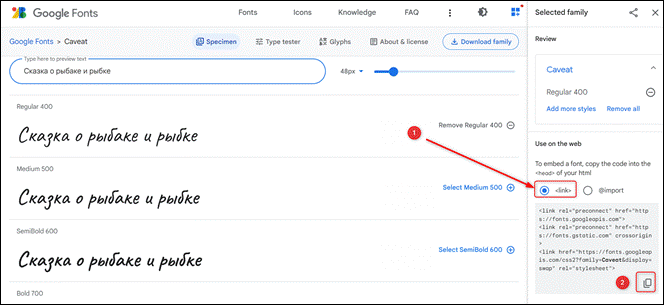 Google Fonts
Fonts
Icons
Knowledge
FAQ
Google Fonts > Caveat
Specimen
Type tester
Glyphs
About & license
Download family
Type here to preview text
Сказка о рыбаке и рыбке
48px
Regular 400
Remove Regular 400
Сказка о рыбаке и рыбке
Medium 500
Select Medium 500
Сказка о рыбаке и рыбке
SemiBold 600
Select SemiBold 600
Сказка о рыбаке и рыбке
Bold 700
Selected family
Review
Caveat
Regular 400
Add more styles
Remove all
Use on the web
To embed a font, copy the code into the
<head> of your html
1
<link>
@import
<link rel="preconnect" href="http
s://fonts.googleapis.com">
<link rel="preconnect" href="http
s://fonts.gstatic.com" crossorigin
>
<link href="https://fonts.googleap
is.com/css2?family=Caveat&display=
swap" rel="stylesheet">
2